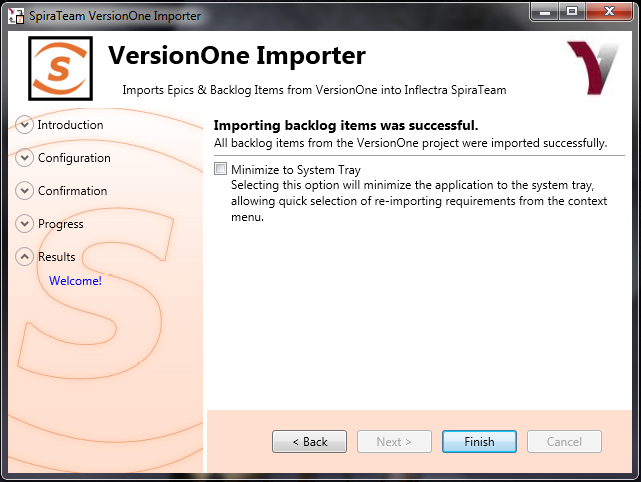 SpiraTeam VersionOne Importer
VersionOne Importer
Imports Epics & Backlog Items from VersionOne into Inflectra SpiraTeam
Introduction
Configuration
Confirmation
Progress
Results
Welcome!
Importing backlog items was successful.
All backlog items from the VersionOne project were imported successfully.
Minimize to System Tray
Selecting this option will minimize the application to the system tray,
allowing quick selection of re-importing requirements from the context
menu.
< Back
Next >
Finish
Cancel